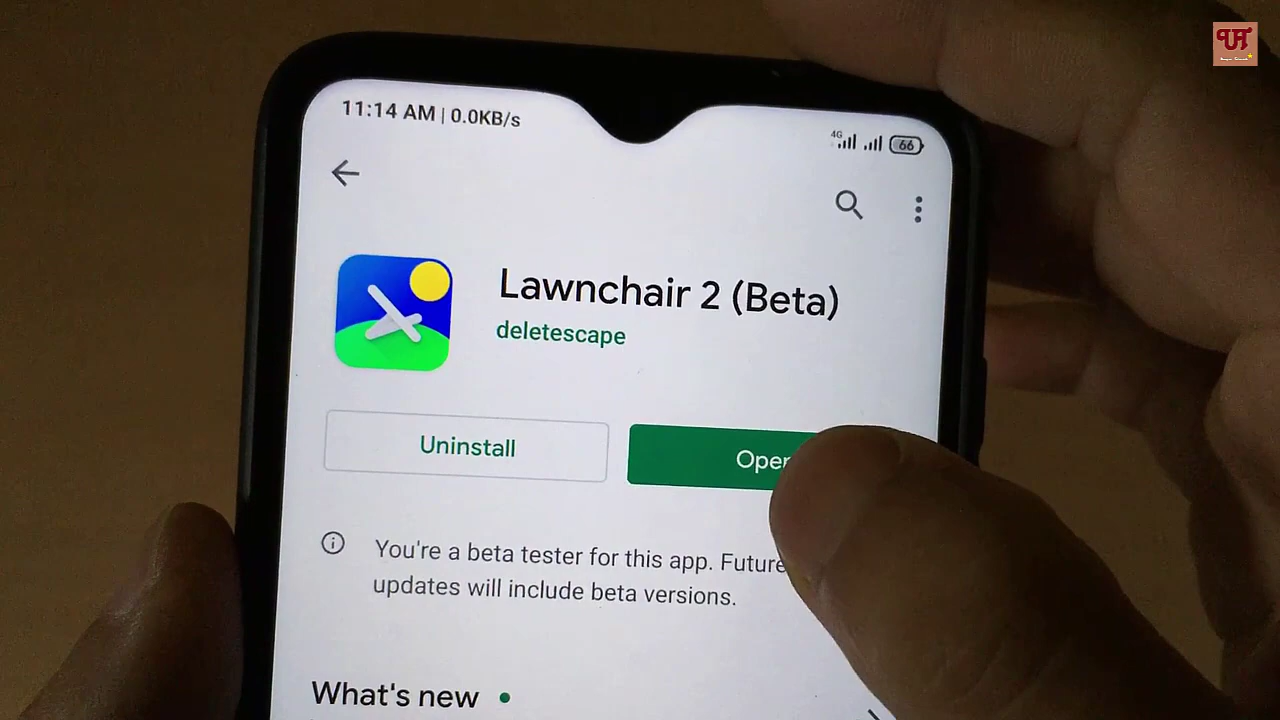 11:14 AM | 0.0KB/s
4G
66
Lawnchair 2 (Beta)
deletescape
Uninstall
Open
You're a beta tester for this app. Future
updates will include beta versions.
What's new